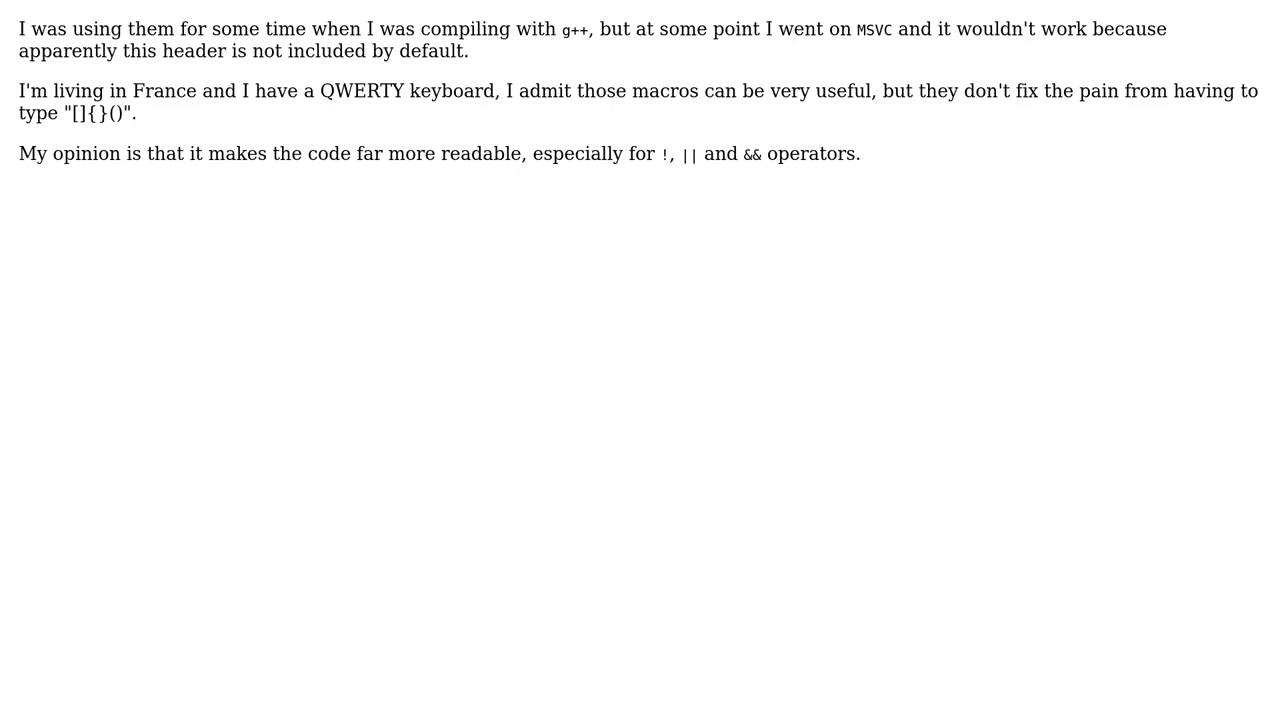 I was using them for some time when I was compiling with g++, but at some point I went on MSVC and it wouldn't work because
apparently this header is not included by default.
I'm living in France and I have a QWERTY keyboard, I admit those macros can be very useful, but they don't fix the pain from having to
type "[]{}()".
My opinion is that it makes the code far more readable, especially for !, || and && operators.